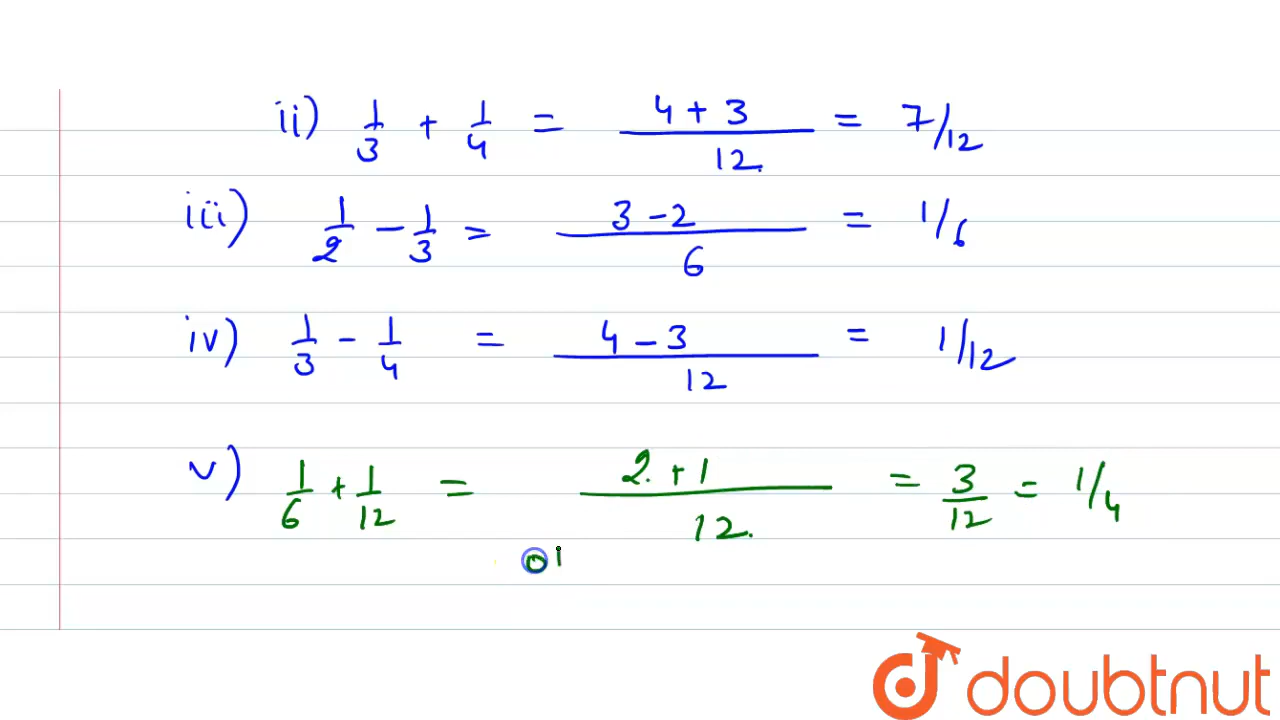 ii) 1/3 + 1/4 = 4 + 3/12. = 7/12
iii) 1/2 - 1/3 = 3 - 2/6 = 1/6
iv) 1/3 - 1/4 = 4 - 3/12 = 1/12
v) 1/6 + 1/12 = 2. + 1/12. = 3/12 = 1/4
doubtnut